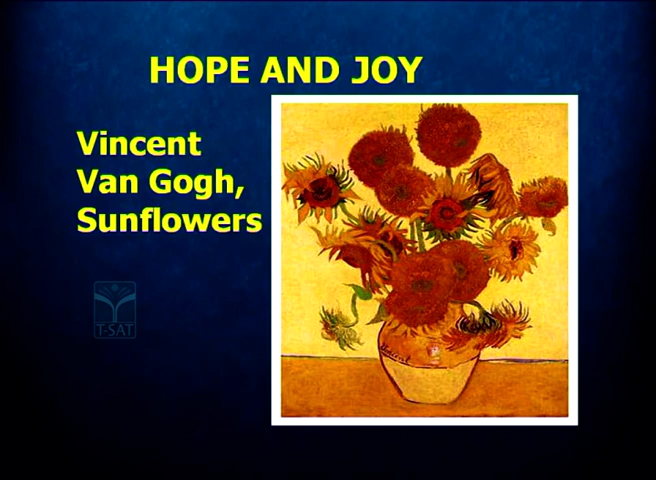 HOPE AND JOY
Vincent
Van Gogh,
Sunflowers
T-SAT
Vincent